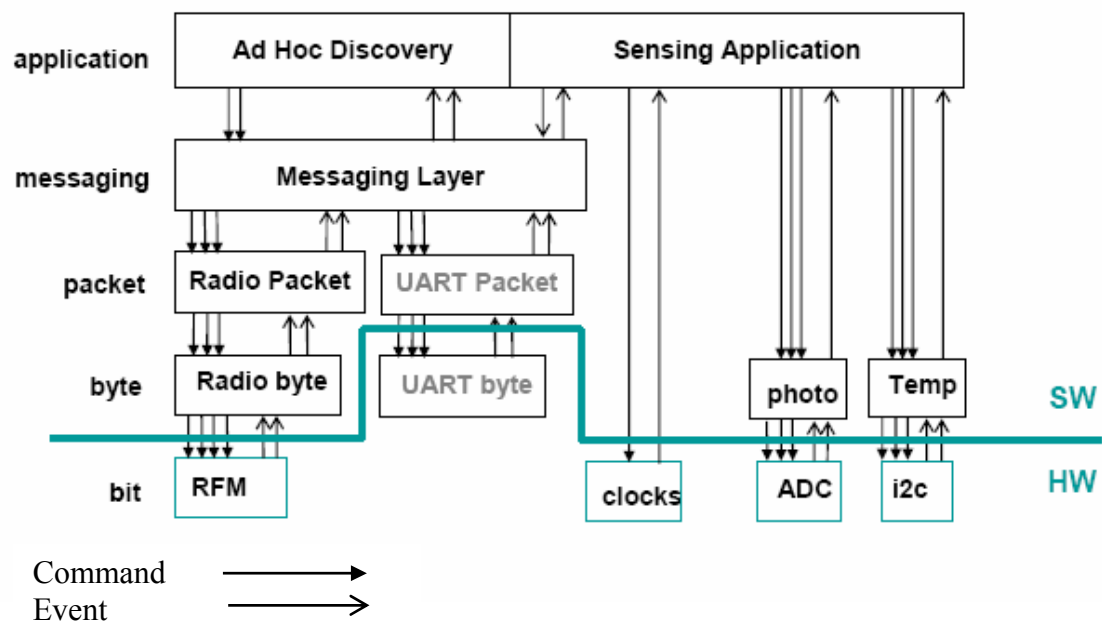 application
Ad Hoc Discovery
Sensing Application
messaging
Messaging Layer
packet
Radio Packet
UART Packet
byte
Radio byte
UART byte
photo
Temp
SW
bit
RFM
clocks
ADC
i2c
HW
Command
Event